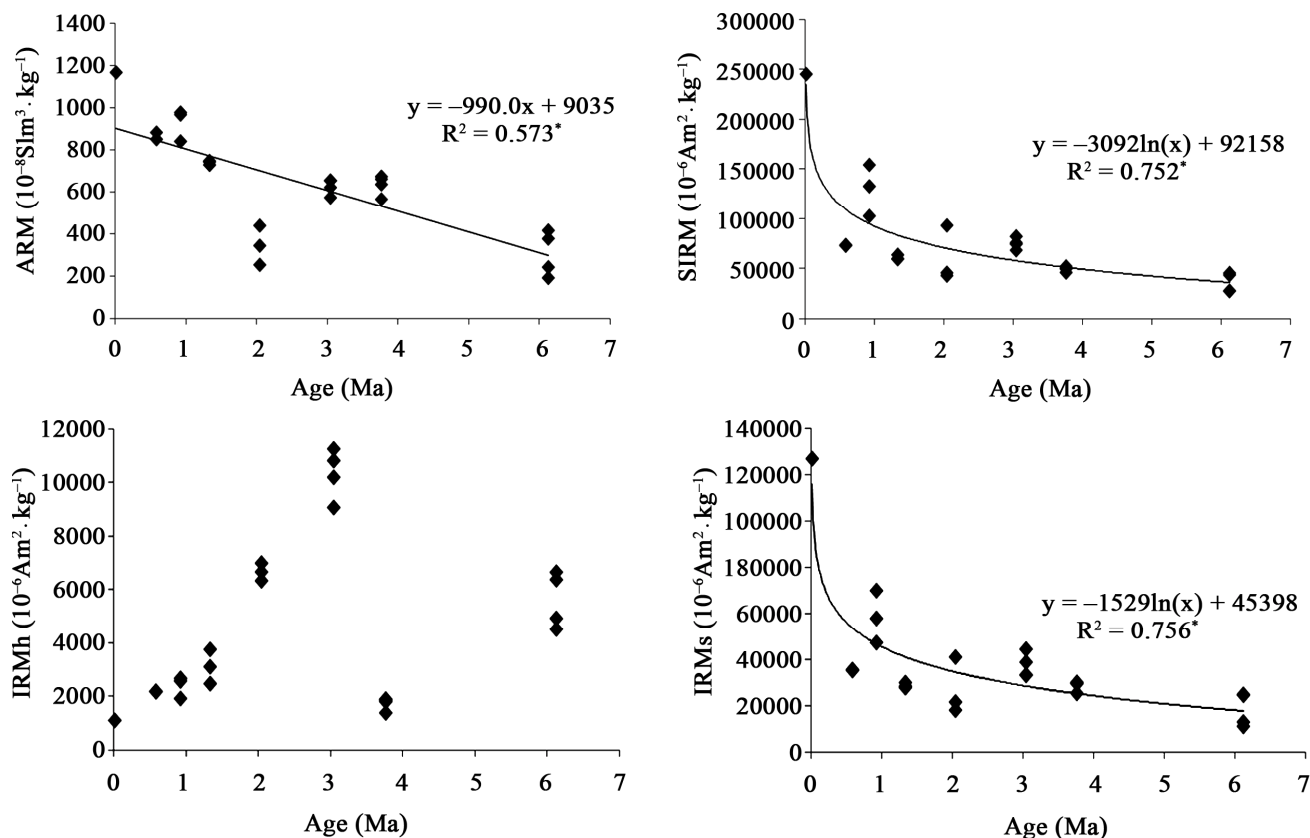 1400
1200
1000
800
600
400
200
0
0 1 2 3 4 5 6 7
ARM (10⁻⁸Slm³·kg⁻¹)
Age (Ma)
y = –990.0x + 9035
R² = 0.573*
300000
250000
200000
150000
100000
50000
0
0 1 2 3 4 5 6 7
SIRM (10⁻⁶Am²·kg⁻¹)
Age (Ma)
y = –3092ln(x) + 92158
R² = 0.752*
12000
10000
8000
6000
4000
2000
0
0 1 2 3 4 5 6 7
IRMh (10⁻⁶Am²·kg⁻¹)
Age (Ma)
140000
120000
100000
180000
60000
40000
20000
0
0 1 2 3 4 5 6 7
IRMs (10⁻⁶Am²·kg⁻¹)
Age (Ma)
y = –1529ln(x) + 45398
R² = 0.756*